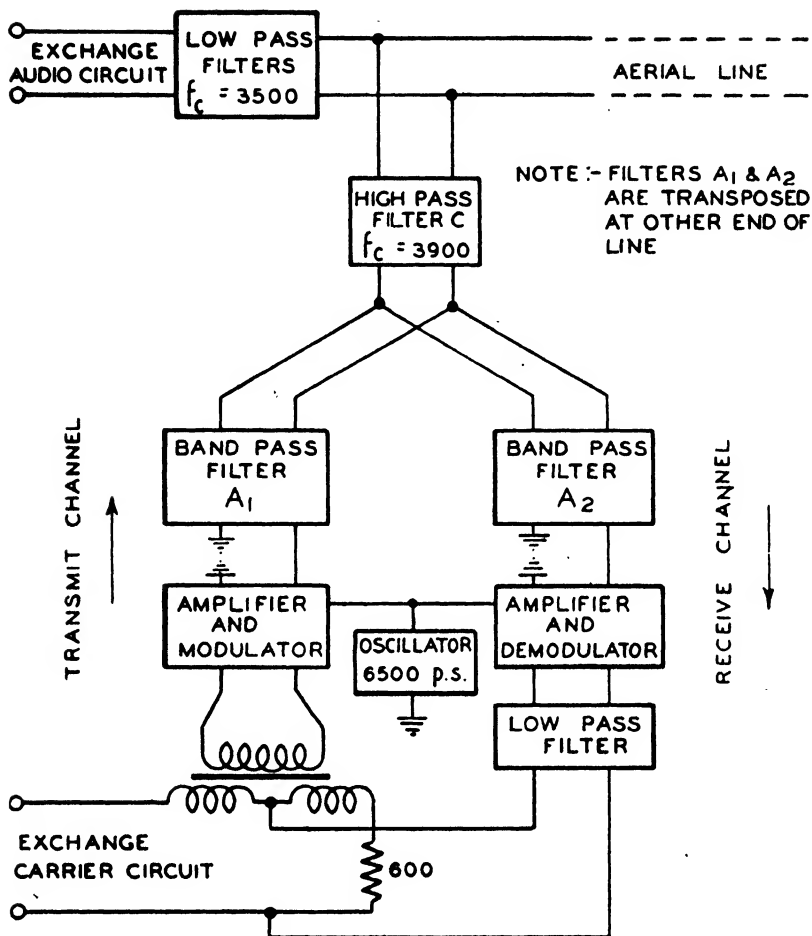 EXCHANGE
AUDIO CIRCUIT
LOW PASS
FILTERS
fc = 3500
AERIAL LINE
HIGH PASS
FILTER C
fc = 3900
NOTE:- FILTERS A1 & A2
ARE TRANSPOSED
AT OTHER END OF
LINE
TRANSMIT CHANNEL
BAND PASS
FILTER
A1
BAND PASS
FILTER
A2
RECEIVE CHANNEL
AMPLIFIER
AND
MODULATOR
OSCILLATOR
6500 p.s.
AMPLIFIER
AND
DEMODULATOR
LOW PASS
FILTER
EXCHANGE
CARRIER CIRCUIT
600